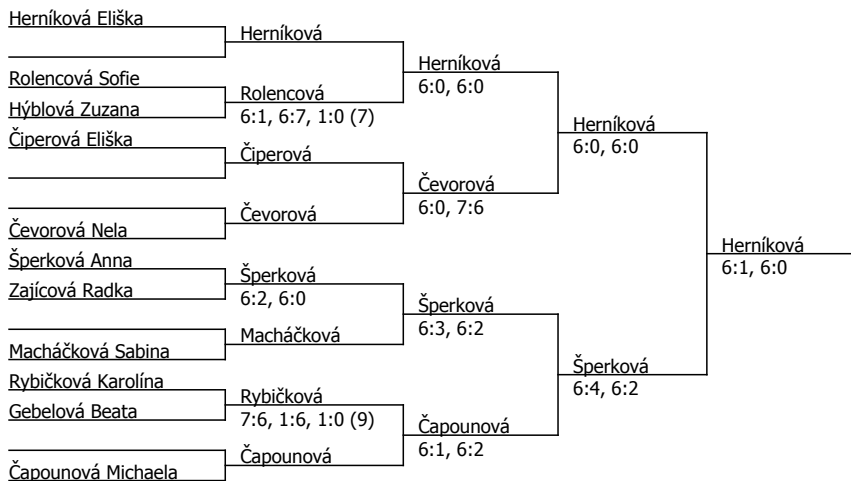 Herníková Eliška
Rolencová Sofie
Hýblová Zuzana
Čiperová Eliška
Čevorová Nela
Šperková Anna
Zajícová Radka
Macháčková Sabina
Rybičková Karolína
Gebelová Beata
Čapounová Michaela
Herníková
Rolencová
6:1, 6:7, 1:0 (7)
Čiperová
Čevorová
Šperková
6:2, 6:0
Macháčková
Rybičková
7:6, 1:6, 1:0 (9)
Čapounová
Herníková
6:0, 6:0
Čevorová
6:0, 7:6
Šperková
6:3, 6:2
Čapounová
6:1, 6:2
Herníková
6:0, 6:0
Šperková
6:4, 6:2
Herníková
6:1, 6:0